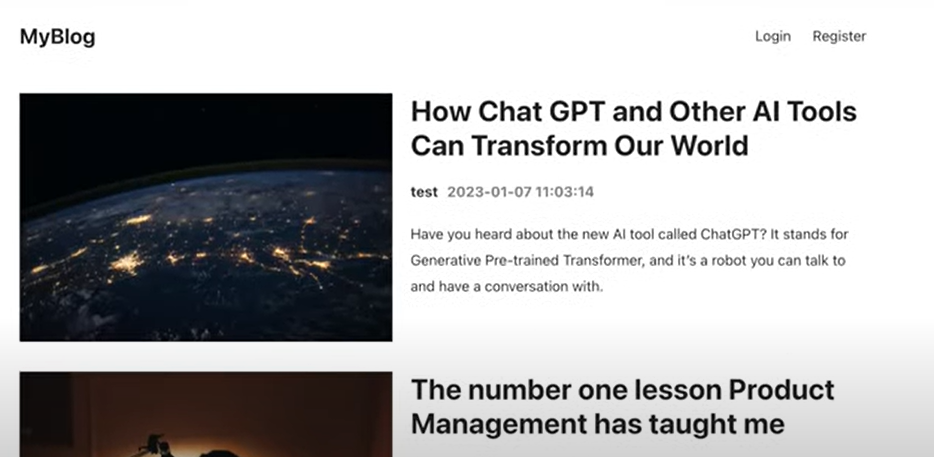 MyBlog
Login Register
How Chat GPT and Other AI Tools
Can Transform Our World
test 2023-01-07 11:03:14
Have you heard about the new AI tool called ChatGPT? It stands for
Generative Pre-trained Transformer, and it's a robot you can talk to
and have a conversation with.
The number one lesson Product
Management has taught me